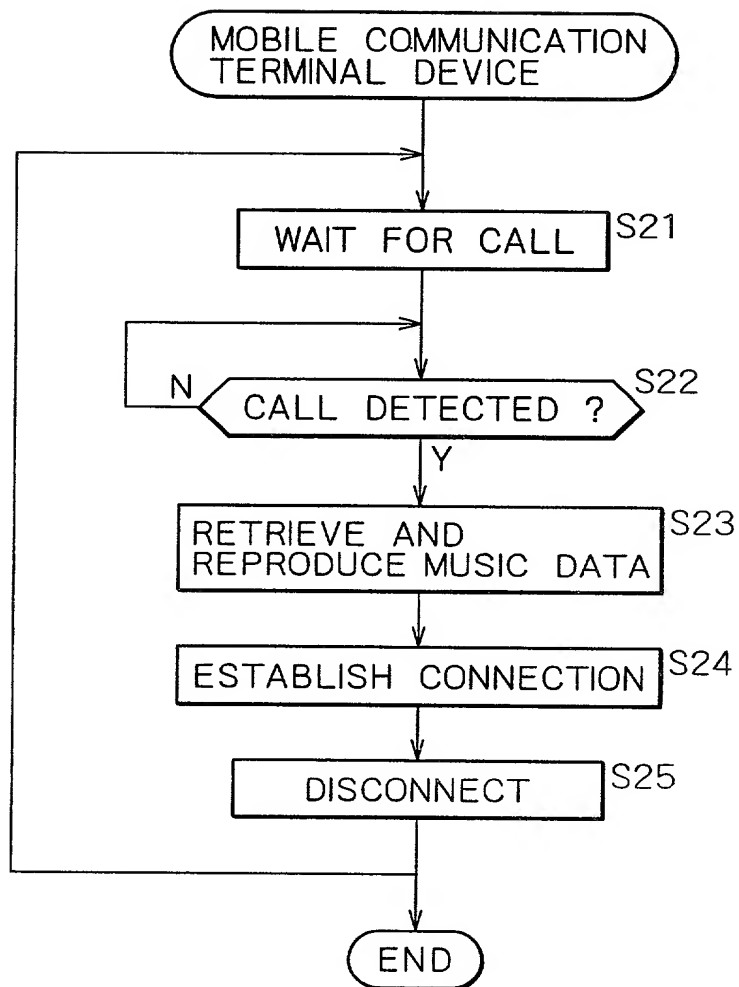 MOBILE COMMUNICATION
TERMINAL DEVICE
WAIT FOR CALL
S21
N
CALL DETECTED ?
S22
Y
RETRIEVE AND
REPRODUCE MUSIC DATA
S23
ESTABLISH CONNECTION
S24
DISCONNECT
S25
END